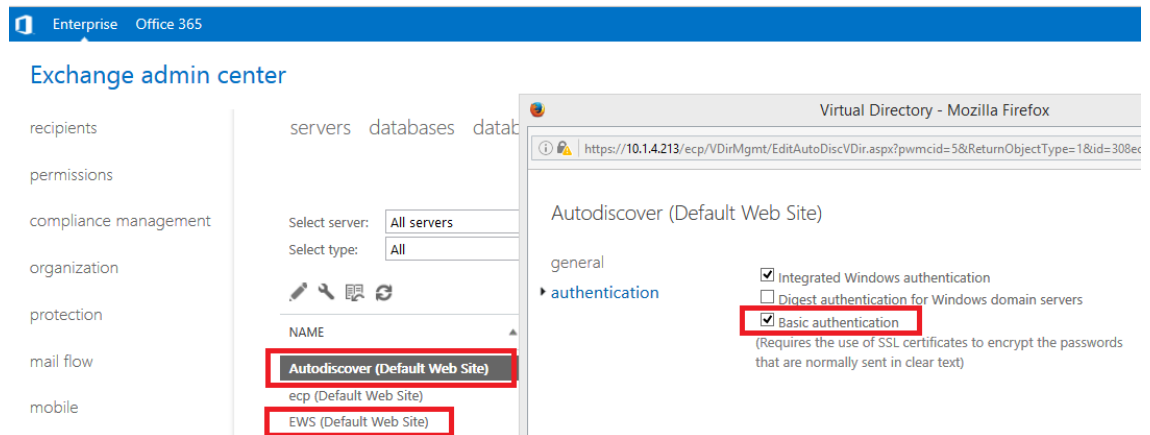 Enterprise Office 365
Exchange admin center
recipients
permissions
compliance management
organization
protection
mail flow
mobile
servers databases datab
Select server: All servers
Select type: All
NAME
Autodiscover (Default Web Site)
ecp (Default Web Site)
EWS (Default Web Site)
Virtual Directory - Mozilla Firefox
https://10.1.4.213/ecp/VDirMgmt/EditAutoDiscVDir.aspx?pwmcid=5&ReturnObjectType=1&id=308ec
Autodiscover (Default Web Site)
general
authentication
Integrated Windows authentication
Digest authentication for Windows domain servers
Basic authentication
(Requires the use of SSL certificates to encrypt the passwords
that are normally sent in clear text)